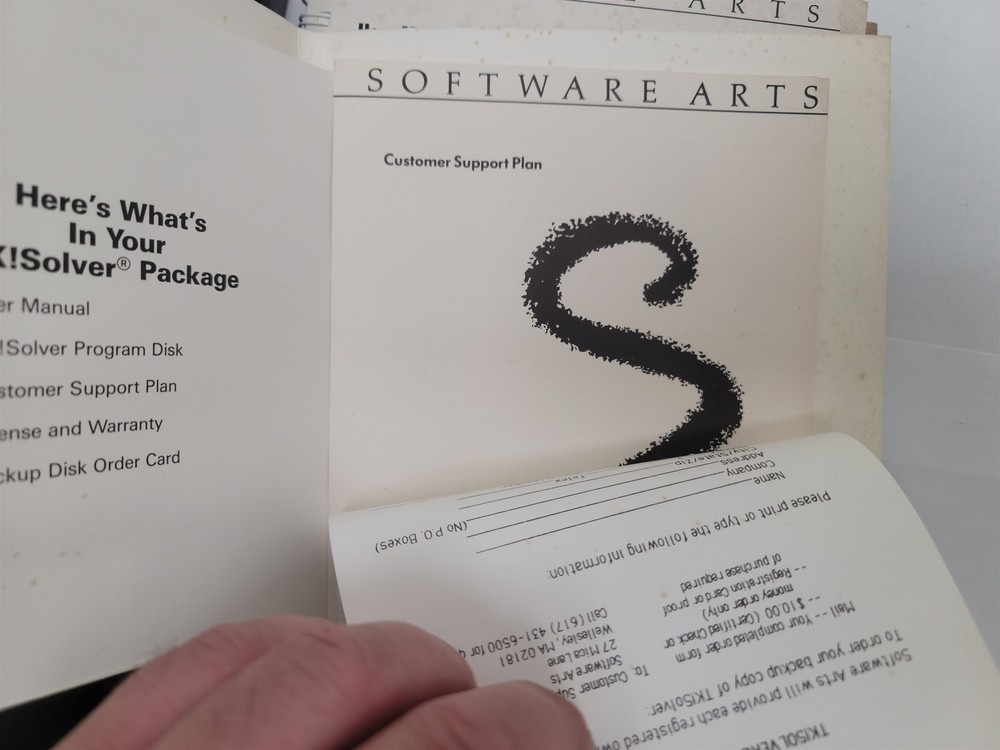 A R T S
SOFTWARE ARTS
Customer Support Plan
Here's What's
In Your
!Solver® Package
Manual
!Solver Program Disk
Support Plan
and Warranty
Disk Order Card
Software Arts will provide each registered
To order your backup copy of TK!Solver:
Mail -- Your completed order form
-- $10.00 (Certified Check or
money order only)
-- Registration Card or proof
of purchase required
To: Customer
Software Arts
27 Mica Lane
Wellesley, MA 02181
Call (617) 431-6500 for
Please print or type the following information:
Name
Company
(No P.O. Boxes)
Address
City/State/Zip